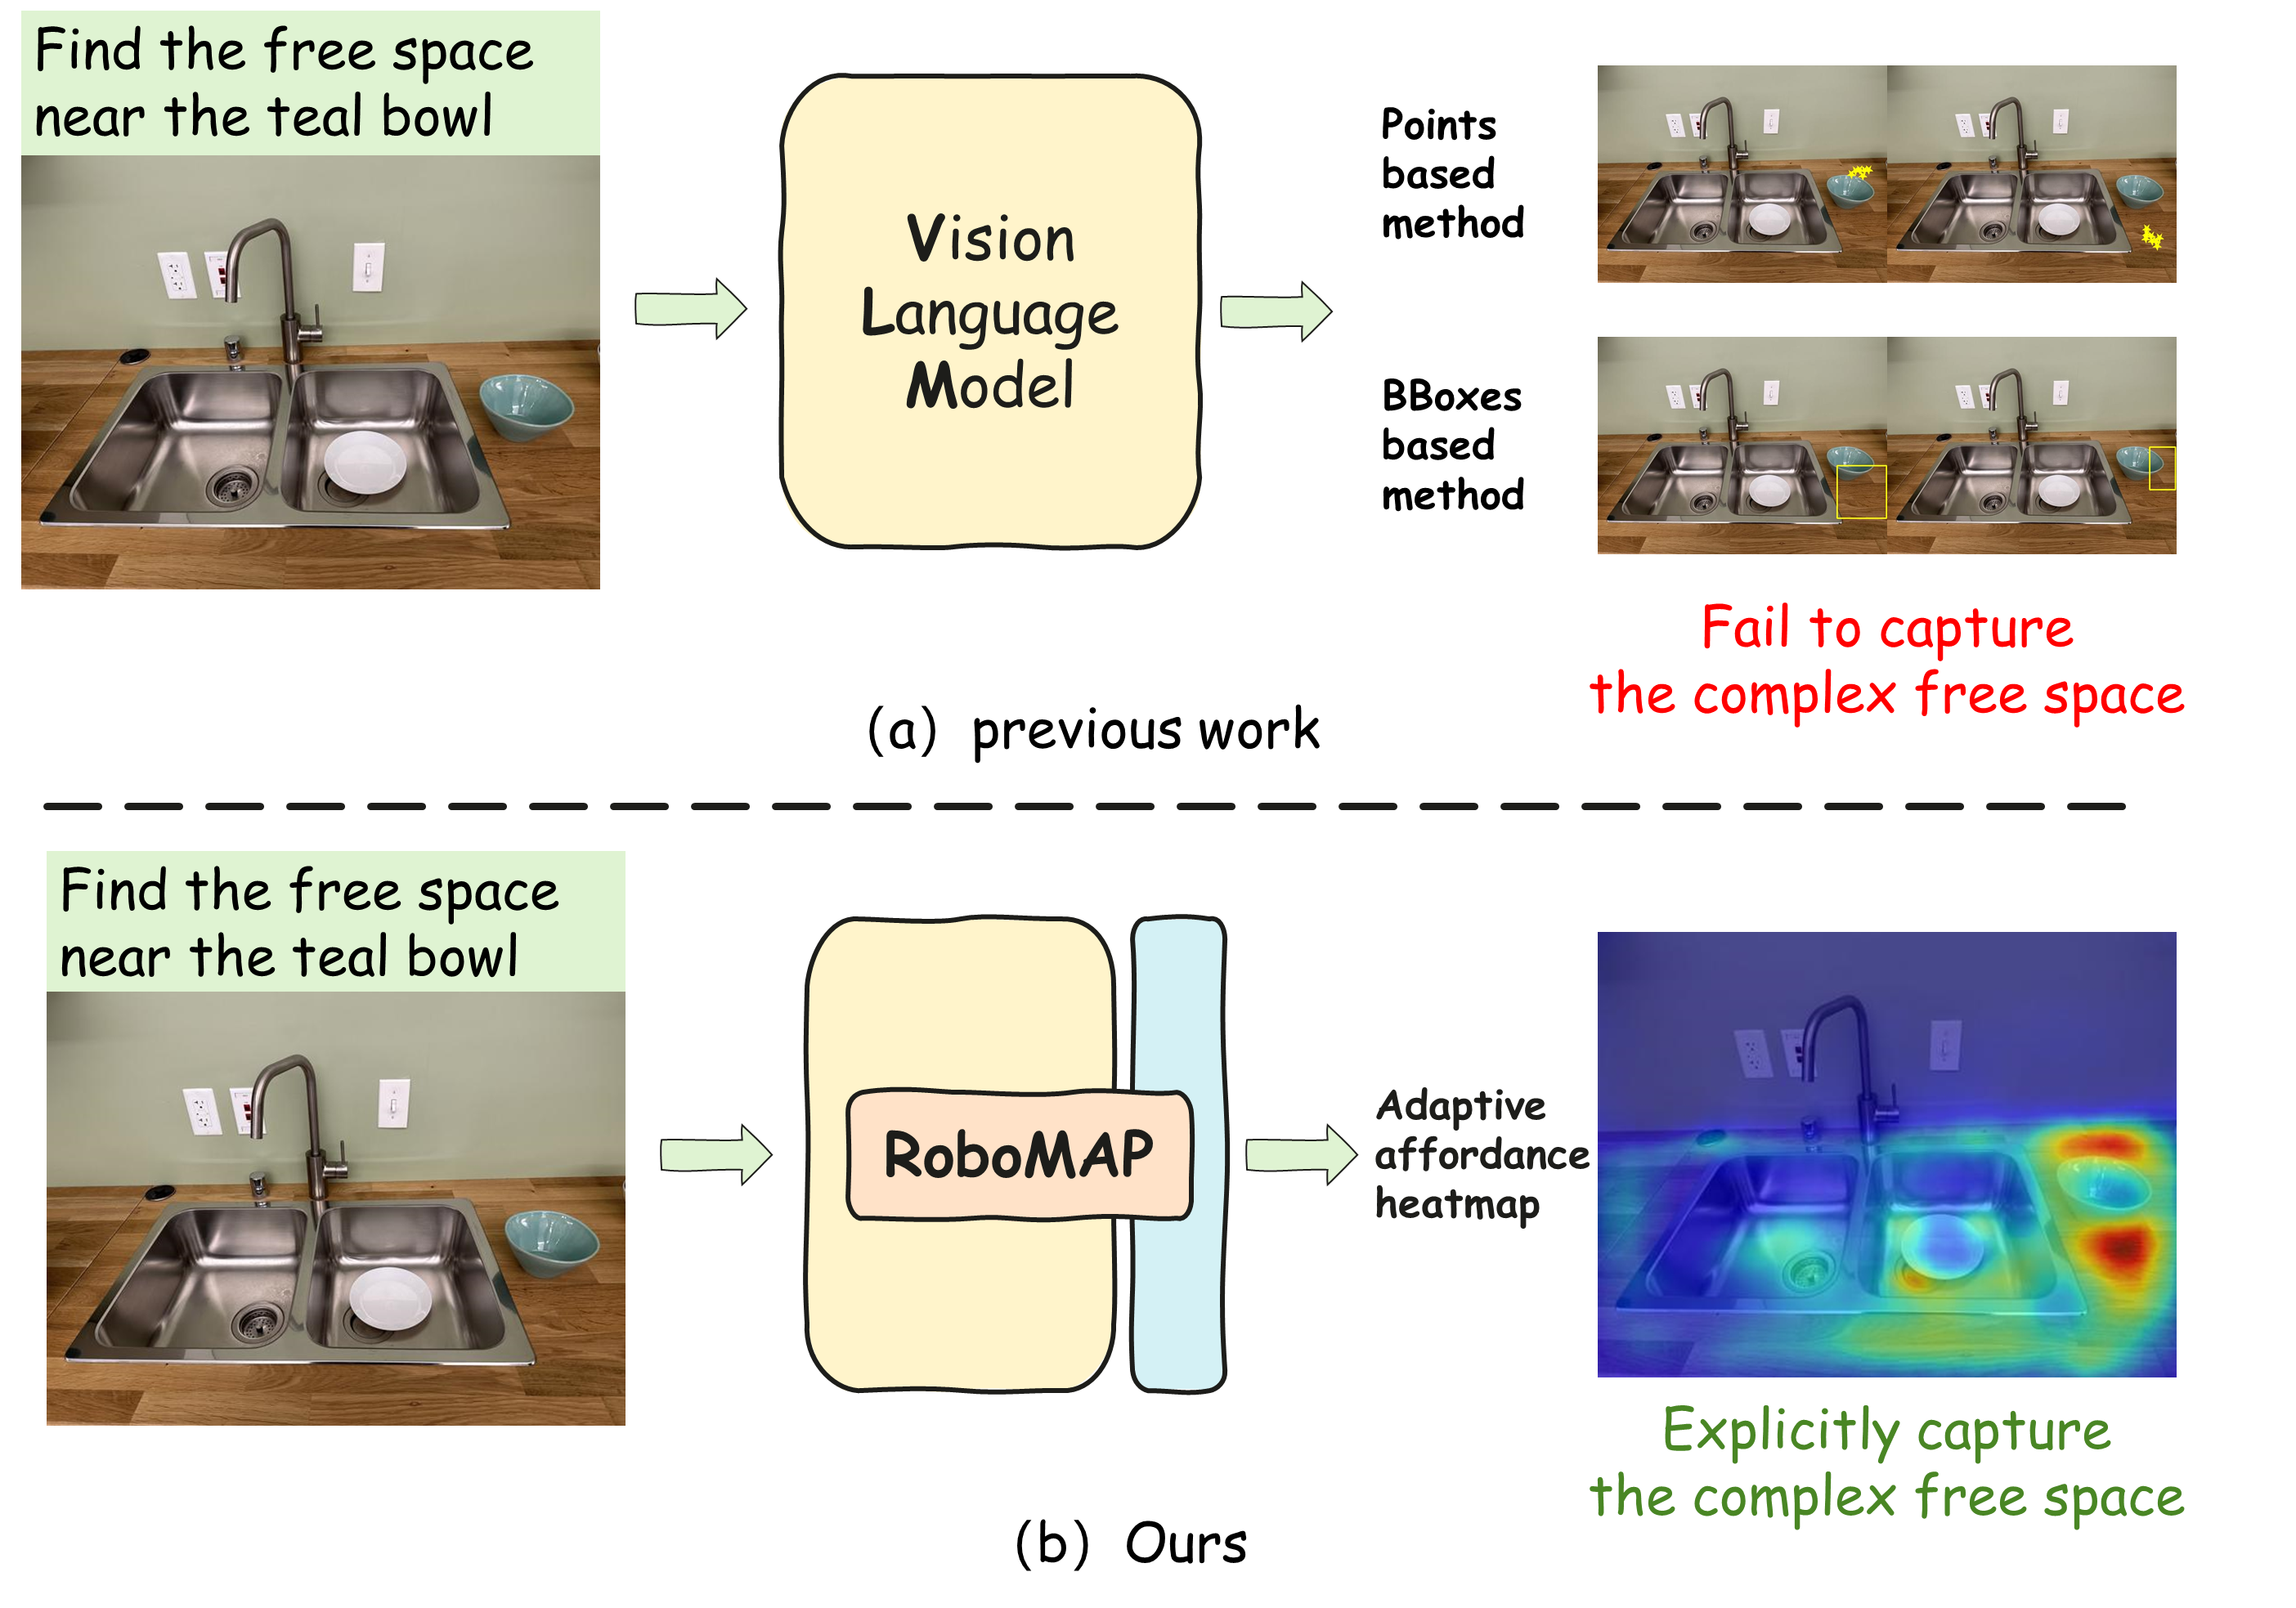 Find the free space
near the teal bowl
Vision
Language
Model
Points
based
method
BBoxes
based
method
Fail to capture
the complex free space
(a) previous work
Find the free space
near the teal bowl
RoboMAP
Adaptive
affordance
heatmap
Explicitly capture
the complex free space
(b) Ours